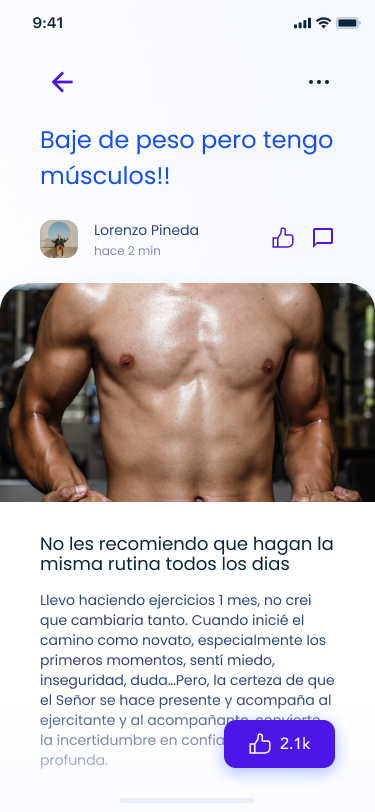 9:41
Baje de peso pero tengo
músculos!!
Lorenzo Pineda
hace 2 min
No les recomiendo que hagan la
misma rutina todos los dias
Llevo haciendo ejercicios 1 mes, no crei
que cambiaria tanto. Cuando inicié el
camino como novato, especialmente los
primeros momentos, sentí miedo,
inseguridad, duda...Pero, la certeza de que
el Señor se hace presente y acompaña al
ejercitante y al acompañante, convierte
la incertidumbre en
profunda.
2.1k